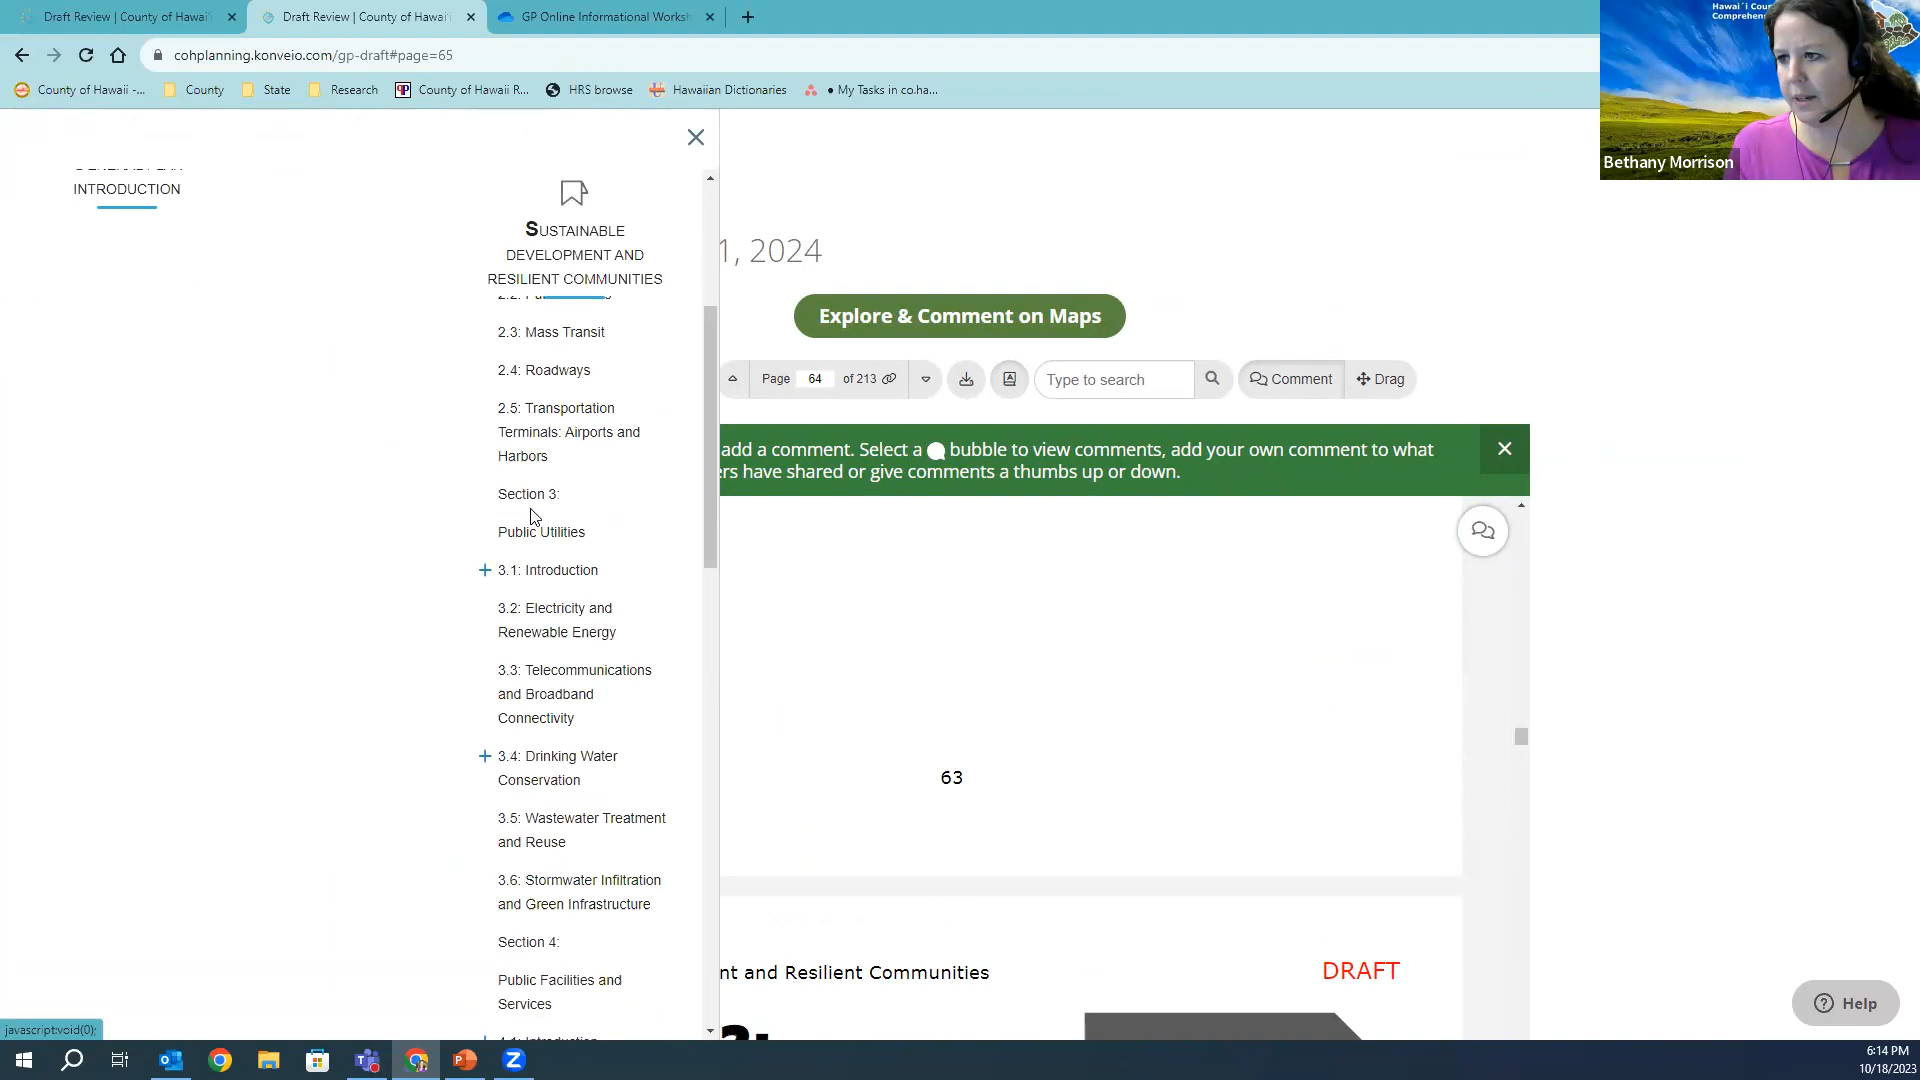 Draft Review | County of Hawai'i
Draft Review | County of Hawai'i
GP Online Informational Worksh
cohplanning.konveio.com/gp-draft#page=65
County of Hawaii -...
County
State
Research
County of Hawaii R...
HRS browse
Hawaiian Dictionaries
● My Tasks in co.ha...
Hawai´i Cou
Comprehen
Bethany Morrison
INTRODUCTION
SUSTAINABLE
DEVELOPMENT AND
RESILIENT COMMUNITIES
2.3: Mass Transit
2.4: Roadways
2.5: Transportation
Terminals: Airports and
Harbors
Section 3:
Public Utilities
3.1: Introduction
3.2: Electricity and
Renewable Energy
3.3: Telecommunications
and Broadband
Connectivity
3.4: Drinking Water
Conservation
3.5: Wastewater Treatment
and Reuse
3.6: Stormwater Infiltration
and Green Infrastructure
Section 4:
Public Facilities and
Services
1, 2024
Explore & Comment on Maps
Page 64 of 213
Type to search
Comment
Drag
add a comment. Select a bubble to view comments, add your own comment to what
ers have shared or give comments a thumbs up or down.
63
nt and Resilient Communities
DRAFT
Help
javascript:void(0);
6:14 PM
10/18/2023